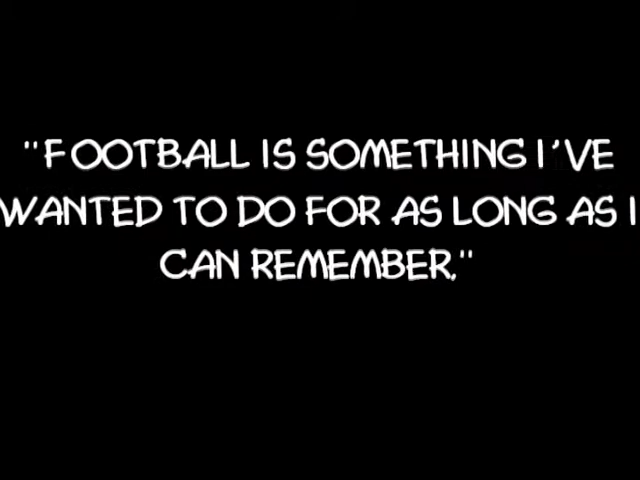 "FOOTBALL IS SOMETHING I'VE
WANTED TO DO FOR AS LONG AS I
CAN REMEMBER."